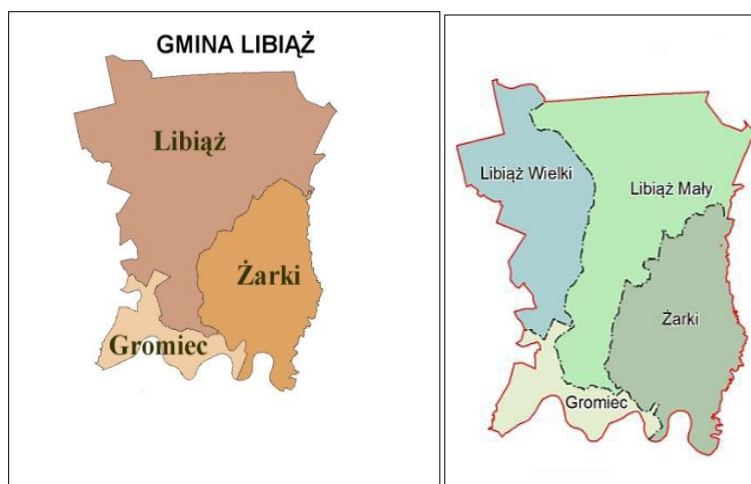 GMINA LIBIĄŻ
Libiąż
Żarki
Gromiec
Libiąż Wielki
Libiąż Mały
Żarki
Gromiec